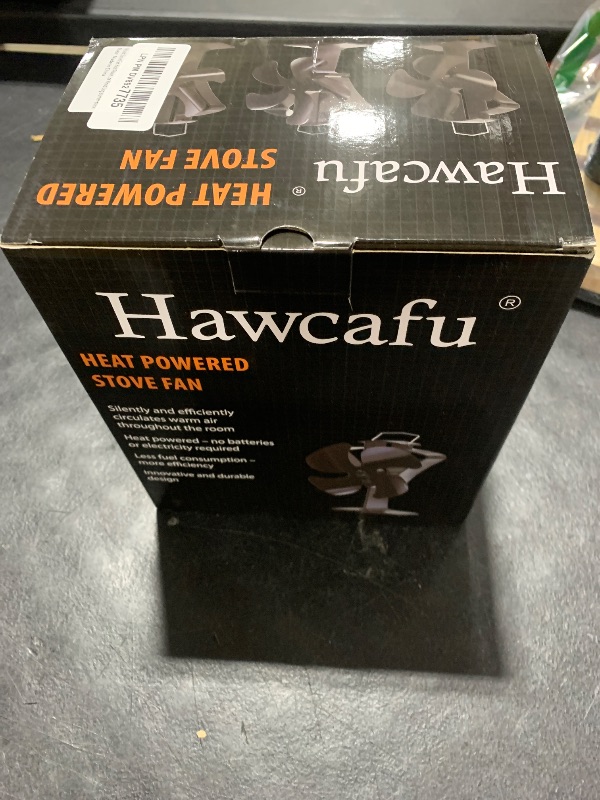 Hawcafu ®
HEAT POWERED
STOVE FAN
Hawcafu ®
HEAT POWERED
STOVE FAN
Silently and efficiently
circulates warm air
throughout the room
Heat powered – no batteries
or electricity required
Less fuel consumption –
more efficiency
Innovative and durable
design